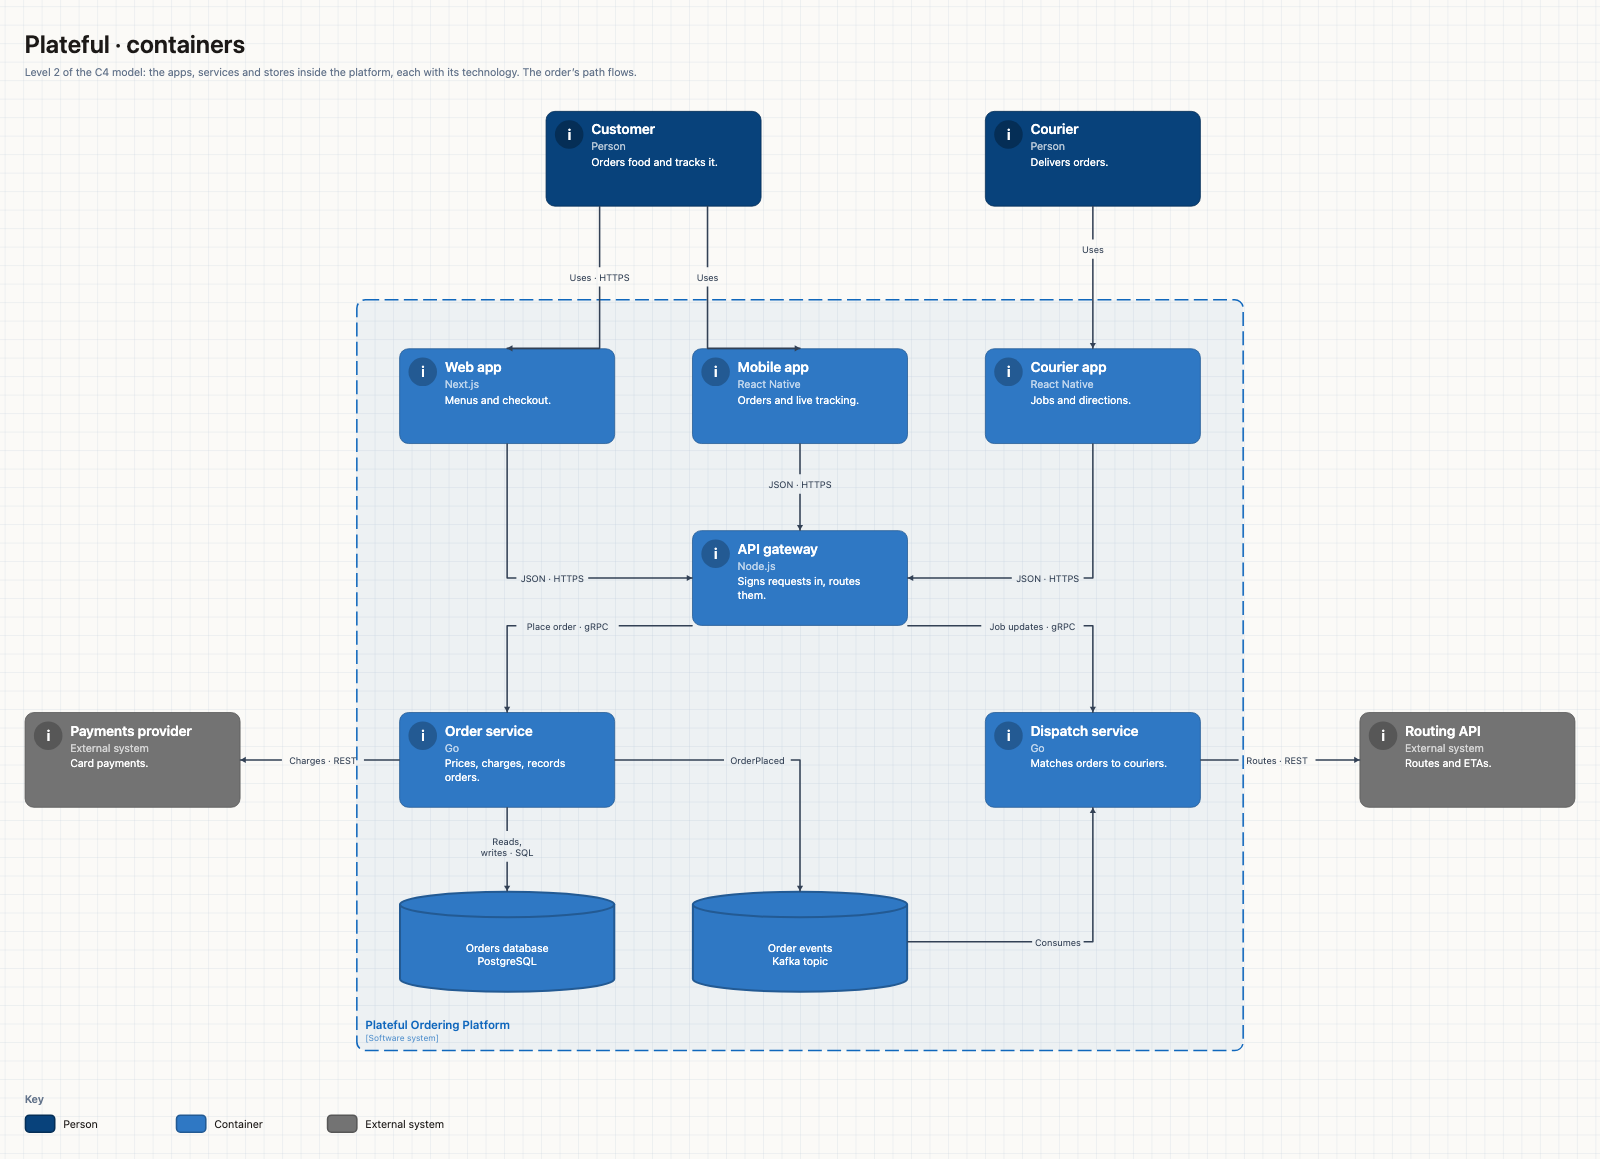 Plateful · containers
Level 2 of the C4 model: the apps, services and stores inside the platform, each with its technology. The order's path flows.
i
Customer
Person
Orders food and tracks it.
i
Courier
Person
Delivers orders.
Uses
Uses · HTTPS
Uses
i
Web app
Next.js
Menus and checkout.
i
Mobile app
React Native
Orders and live tracking.
i
Courier app
React Native
Jobs and directions.
JSON · HTTPS
i
API gateway
Node.js
Signs requests in, routes
them.
JSON · HTTPS
JSON · HTTPS
Place order · gRPC
Job updates · gRPC
i
Payments provider
External system
Card payments.
Charges · REST
i
Order service
Go
Prices, charges, records
orders.
OrderPlaced
i
Dispatch service
Go
Matches orders to couriers.
Routes · REST
i
Routing API
External system
Routes and ETAs.
Reads,
writes · SQL
Orders database
PostgreSQL
Order events
Kafka topic
Consumes
Plateful Ordering Platform
[Software system]
Key
Person
Container
External system